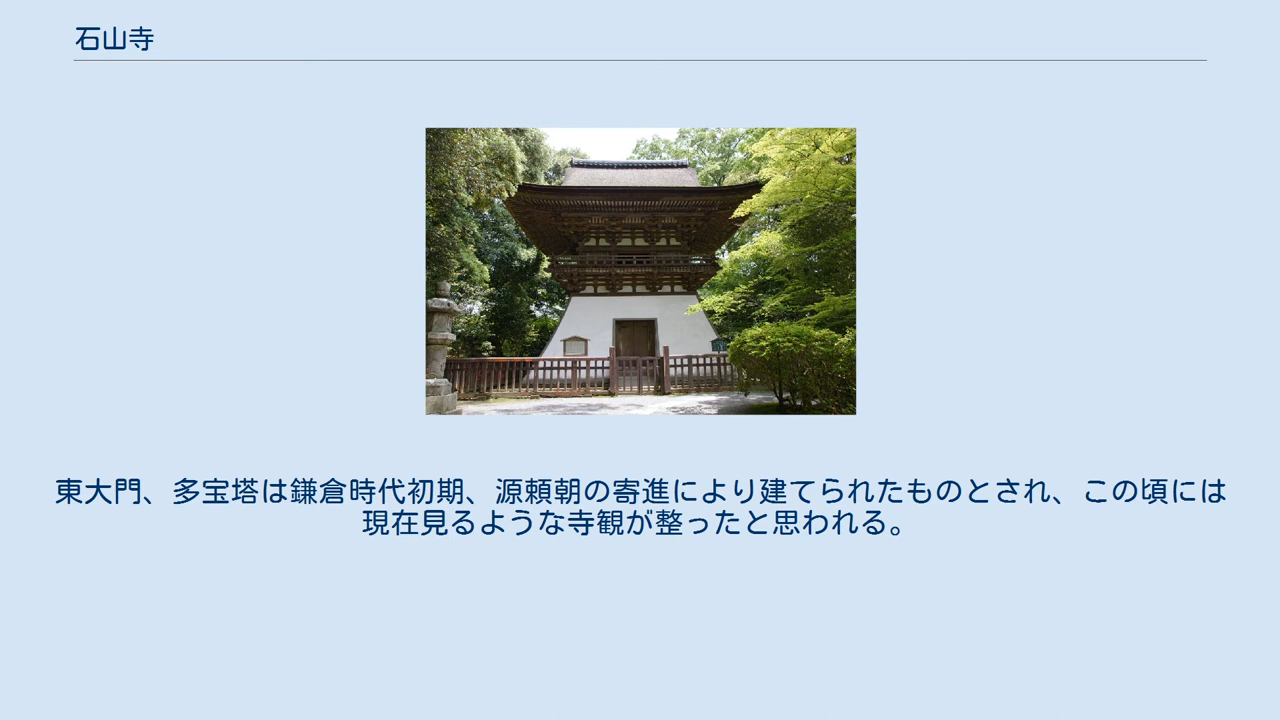 石山寺
東大門、多宝塔は鎌倉時代初期、源頼朝の寄進により建てられたものとされ、この頃には
現在見るような寺観が整ったと思われる。